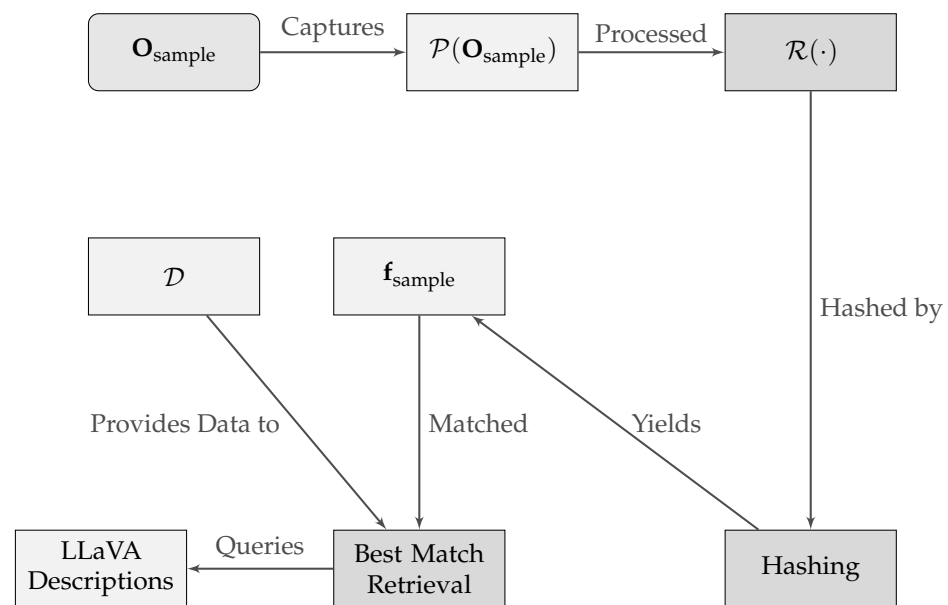 O_sample
Captures
𝒫(O_sample)
Processed
ℛ(·)
𝒟
f_sample
Hashed by
Provides Data to
Matched
Yields
LLaVA
Descriptions
Queries
Best Match
Retrieval
Hashing